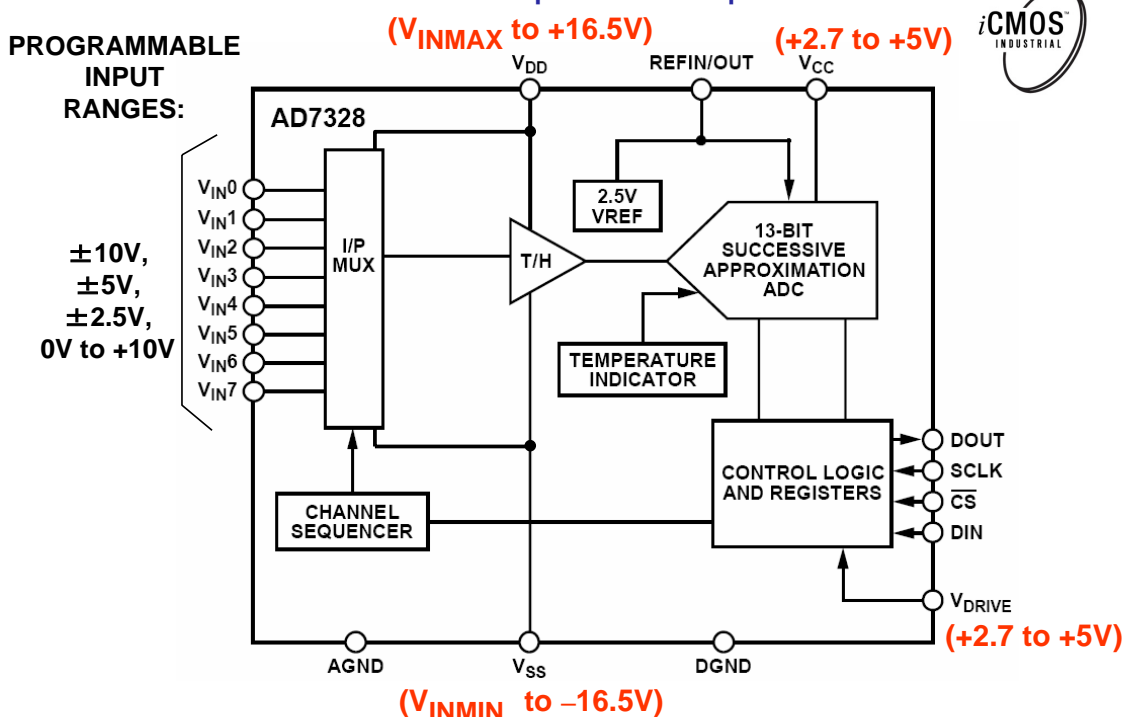 (VINMAX to +16.5V)
(+2.7 to +5V)
iCMOS™
INDUSTRIAL
PROGRAMMABLE
INPUT
RANGES:
VDD
REFIN/OUT
VCC
AD7328
VIN0
VIN1
VIN2
VIN3
VIN4
VIN5
VIN6
VIN7
±10V,
±5V,
±2.5V,
0V to +10V
I/P
MUX
T/H
2.5V
VREF
13-BIT
SUCCESSIVE
APPROXIMATION
ADC
TEMPERATURE
INDICATOR
CHANNEL
SEQUENCER
CONTROL LOGIC
AND REGISTERS
DOUT
SCLK
CS
DIN
VDRIVE
(+2.7 to +5V)
AGND
VSS
DGND
(VINMIN to –16.5V)